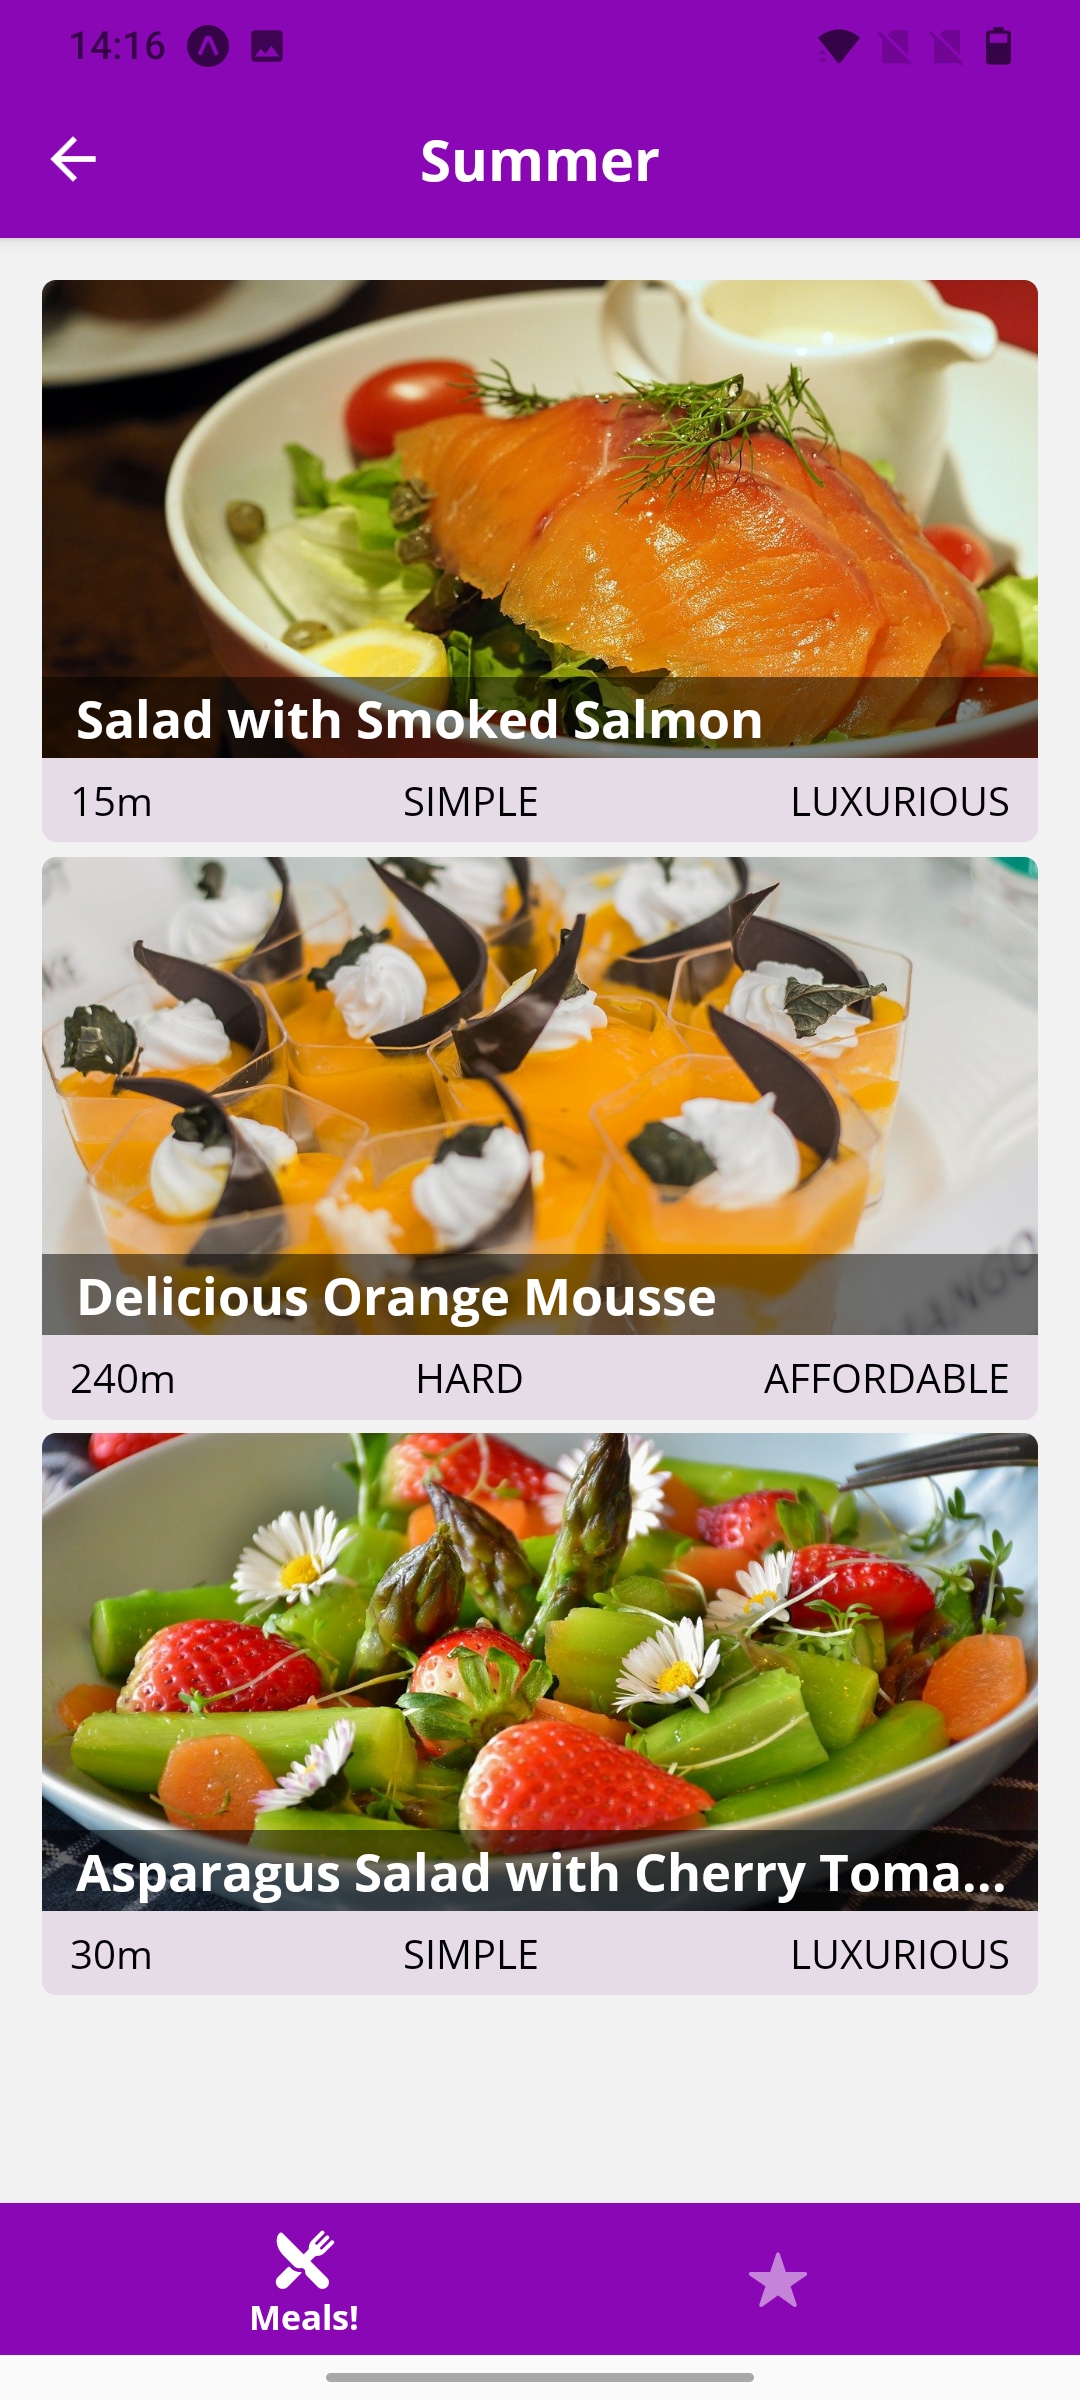 14:16
Summer
Salad with Smoked Salmon
15m SIMPLE LUXURIOUS
MANGO
Delicious Orange Mousse
240m HARD AFFORDABLE
Asparagus Salad with Cherry Toma...
30m SIMPLE LUXURIOUS
Meals!